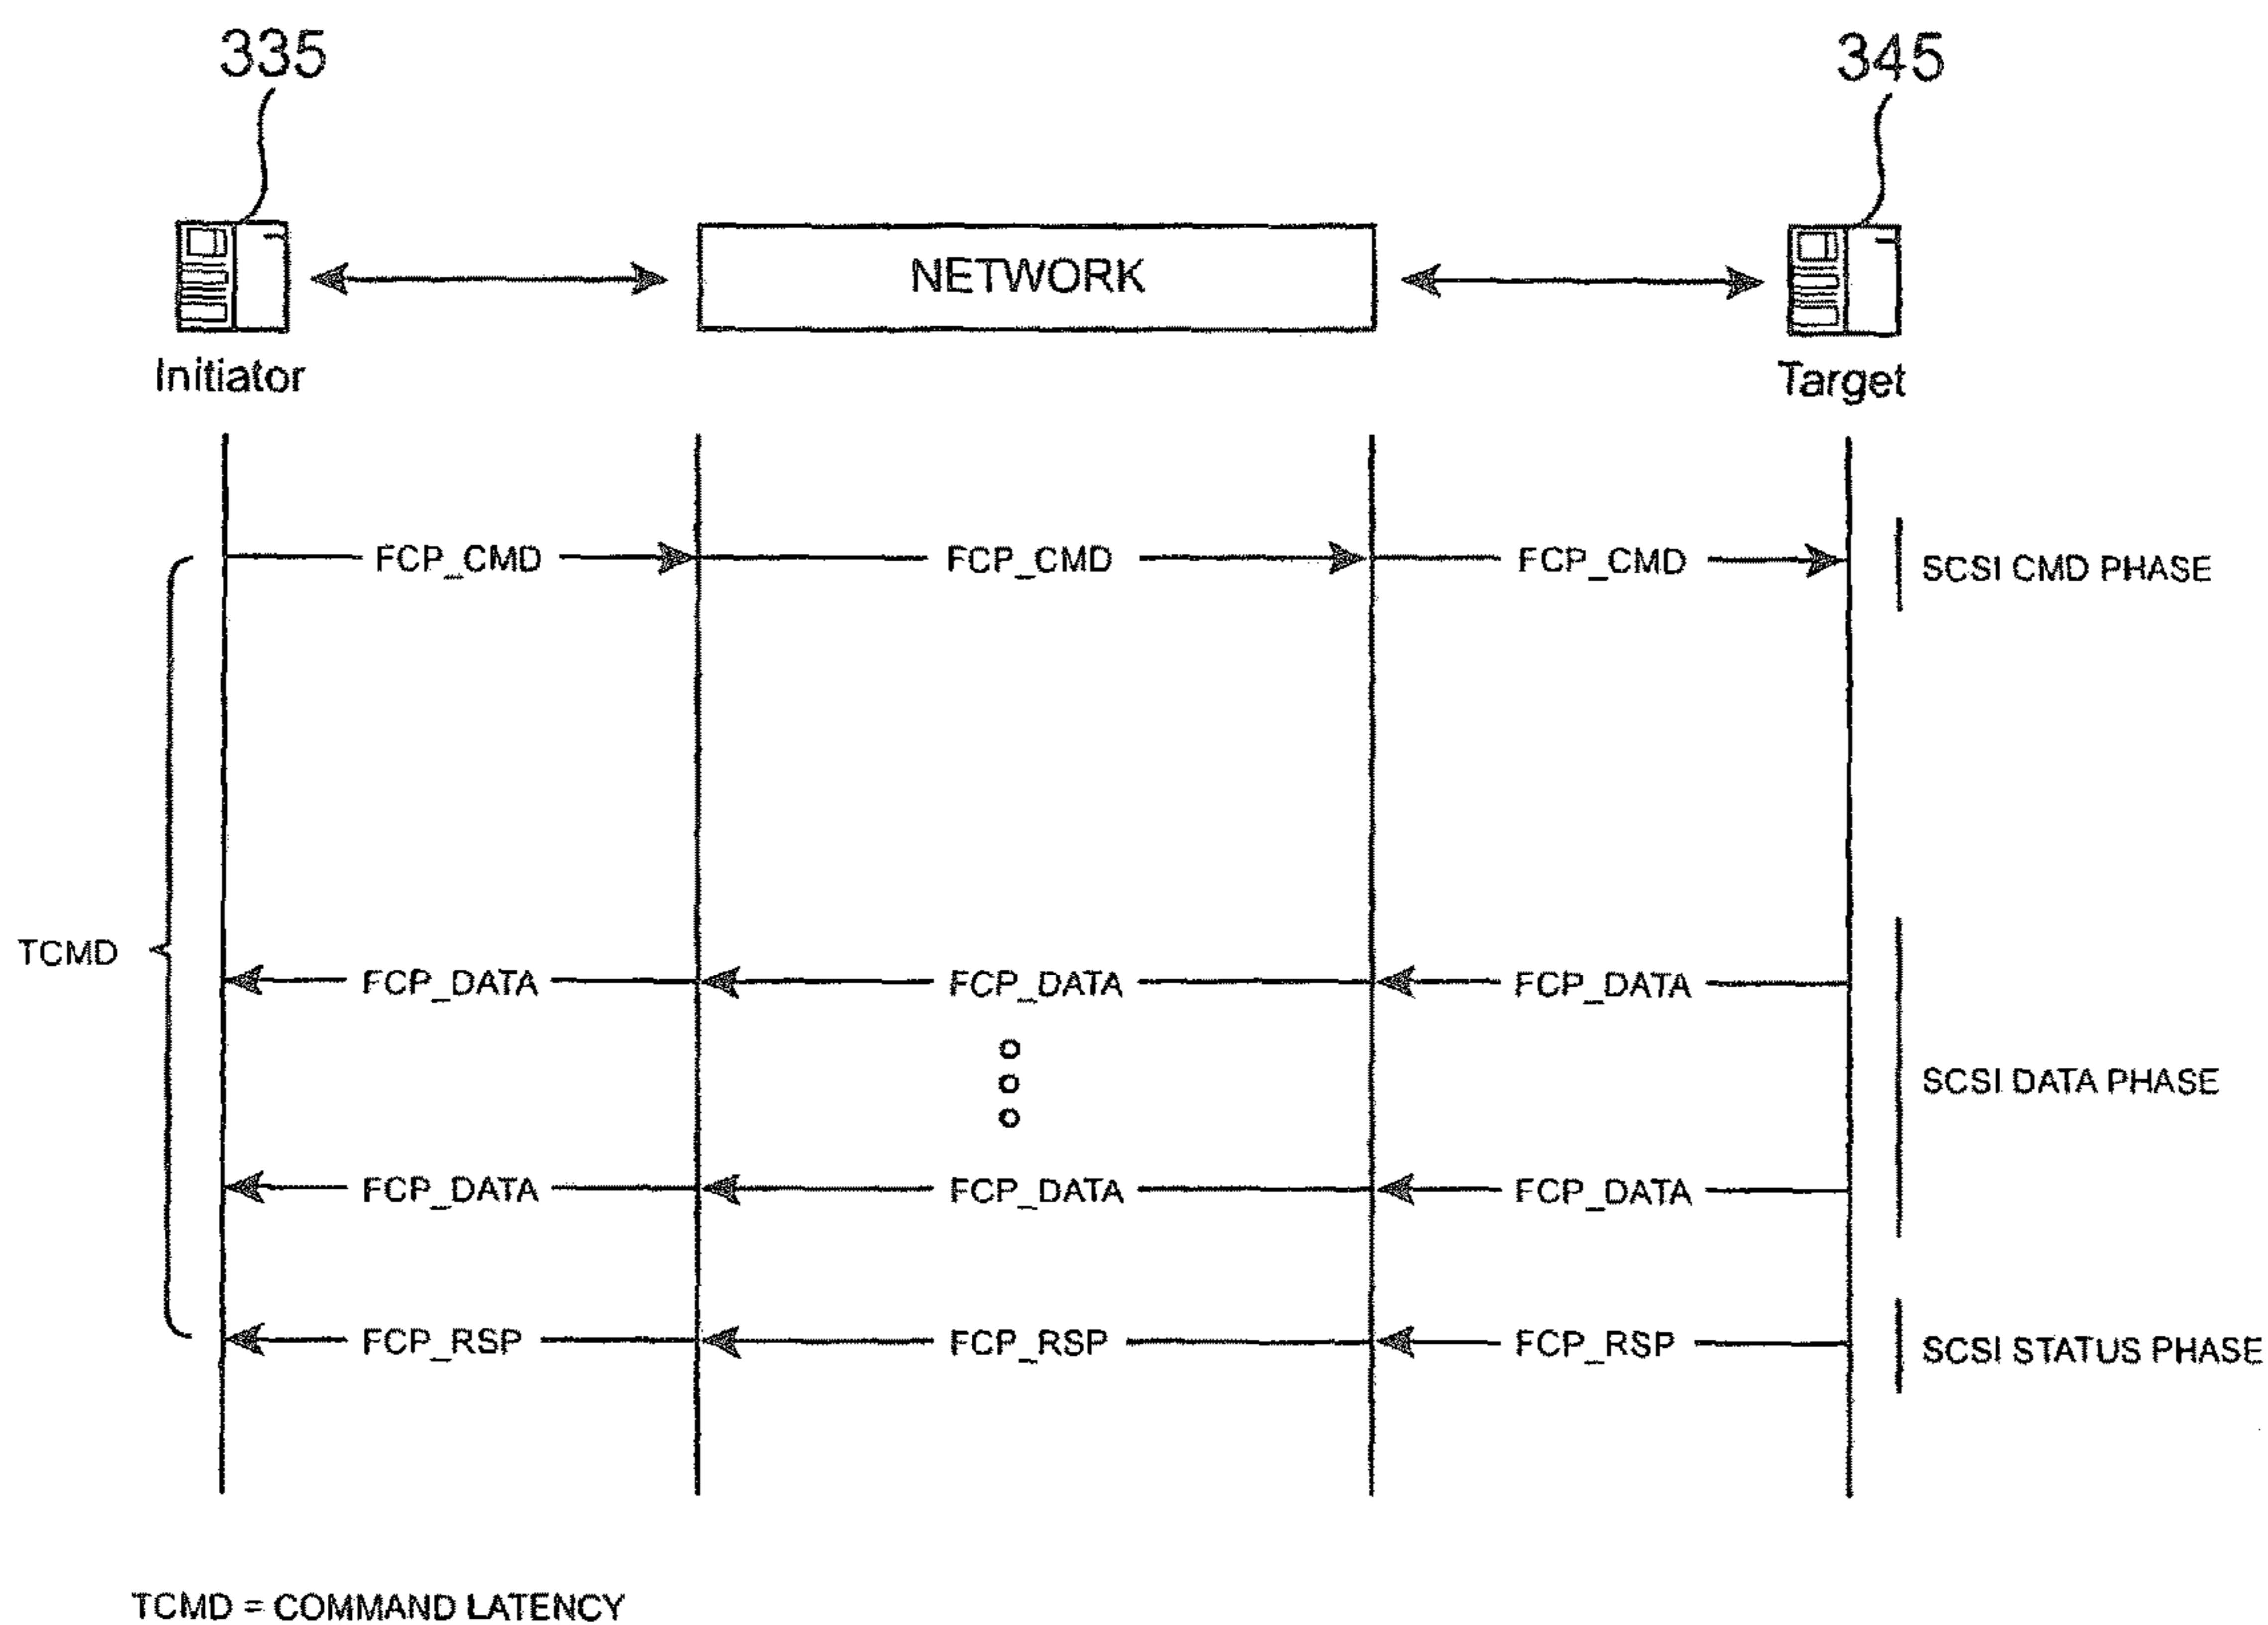 335
345
NETWORK
Initiator
Target
FCP_CMD FCP_CMD FCP_CMD
SCSI CMD PHASE
TCMD
FCP_DATA FCP_DATA FCP_DATA
SCSI DATA PHASE
FCP_DATA FCP_DATA FCP_DATA
FCP_RSP FCP_RSP FCP_RSP
SCSI STATUS PHASE
TCMD = COMMAND LATENCY